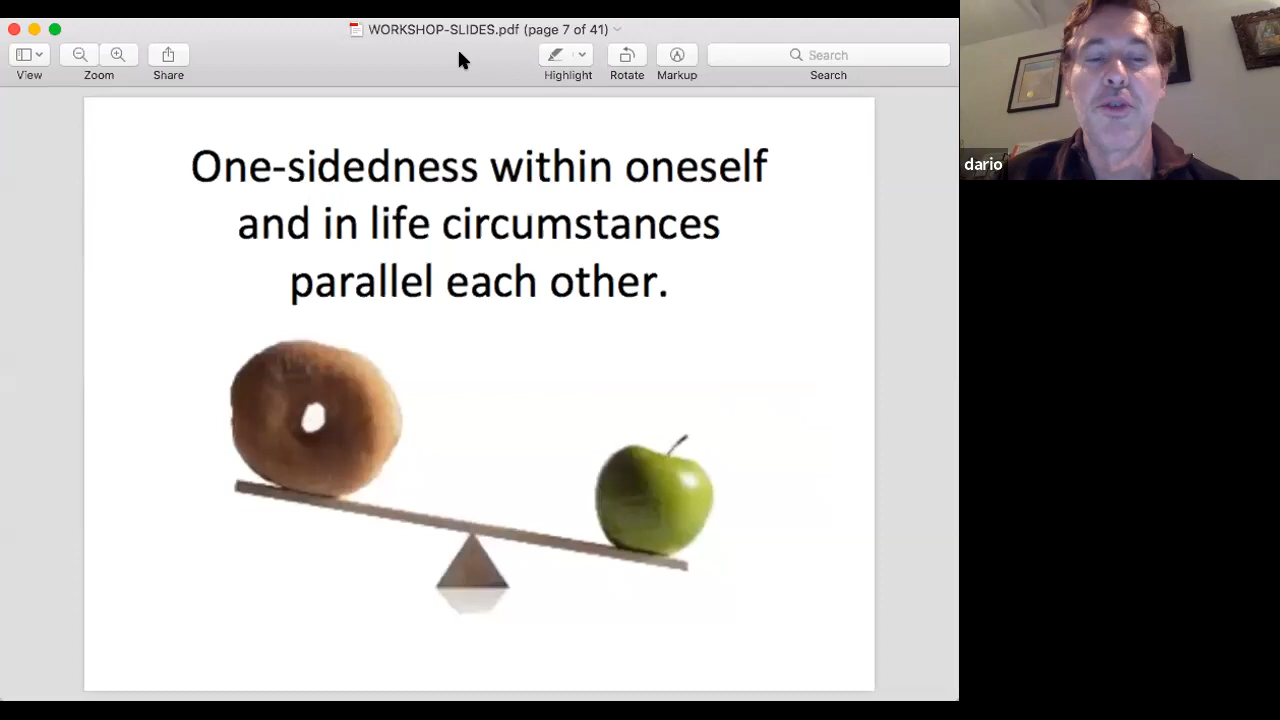 WORKSHOP-SLIDES.pdf (page 7 of 41)
View
Zoom
Share
Highlight
Rotate
Markup
Search
Search
One-sidedness within oneself
and in life circumstances
parallel each other.
dario